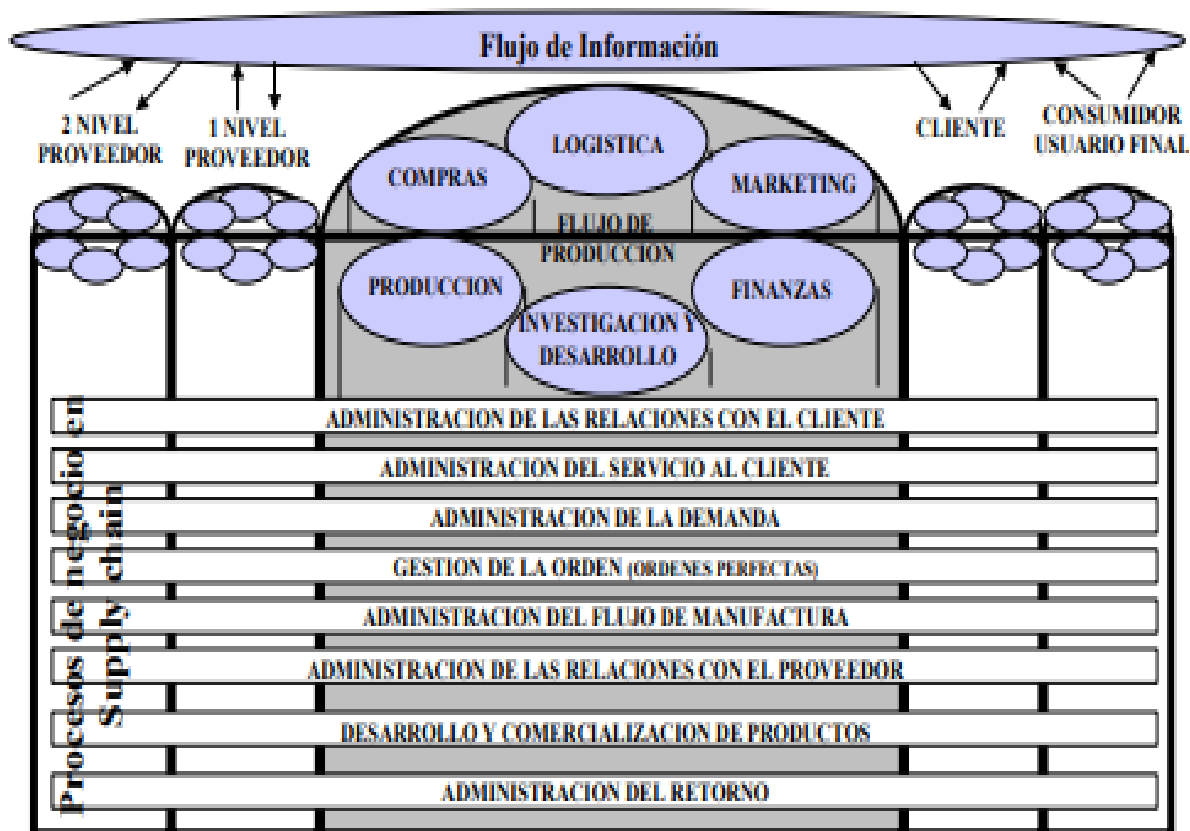 Flujo de Información
2 NIVEL
PROVEEDOR
1 NIVEL
PROVEEDOR
CLIENTE
CONSUMIDOR
USUARIO FINAL
LOGISTICA
COMPRAS
MARKETING
FLUJO DE
PRODUCCION
PRODUCCION
FINANZAS
INVESTIGACION Y
DESARROLLO
Procesos de negocio en
Supply chain
ADMINISTRACION DE LAS RELACIONES CON EL CLIENTE
ADMINISTRACION DEL SERVICIO AL CLIENTE
ADMINISTRACION DE LA DEMANDA
GESTION DE LA ORDEN (ORDENES PERFECTAS)
ADMINISTRACION DEL FLUJO DE MANUFACTURA
ADMINISTRACION DE LAS RELACIONES CON EL PROVEEDOR
DESARROLLO Y COMERCIALIZACION DE PRODUCTOS
ADMINISTRACION DEL RETORNO